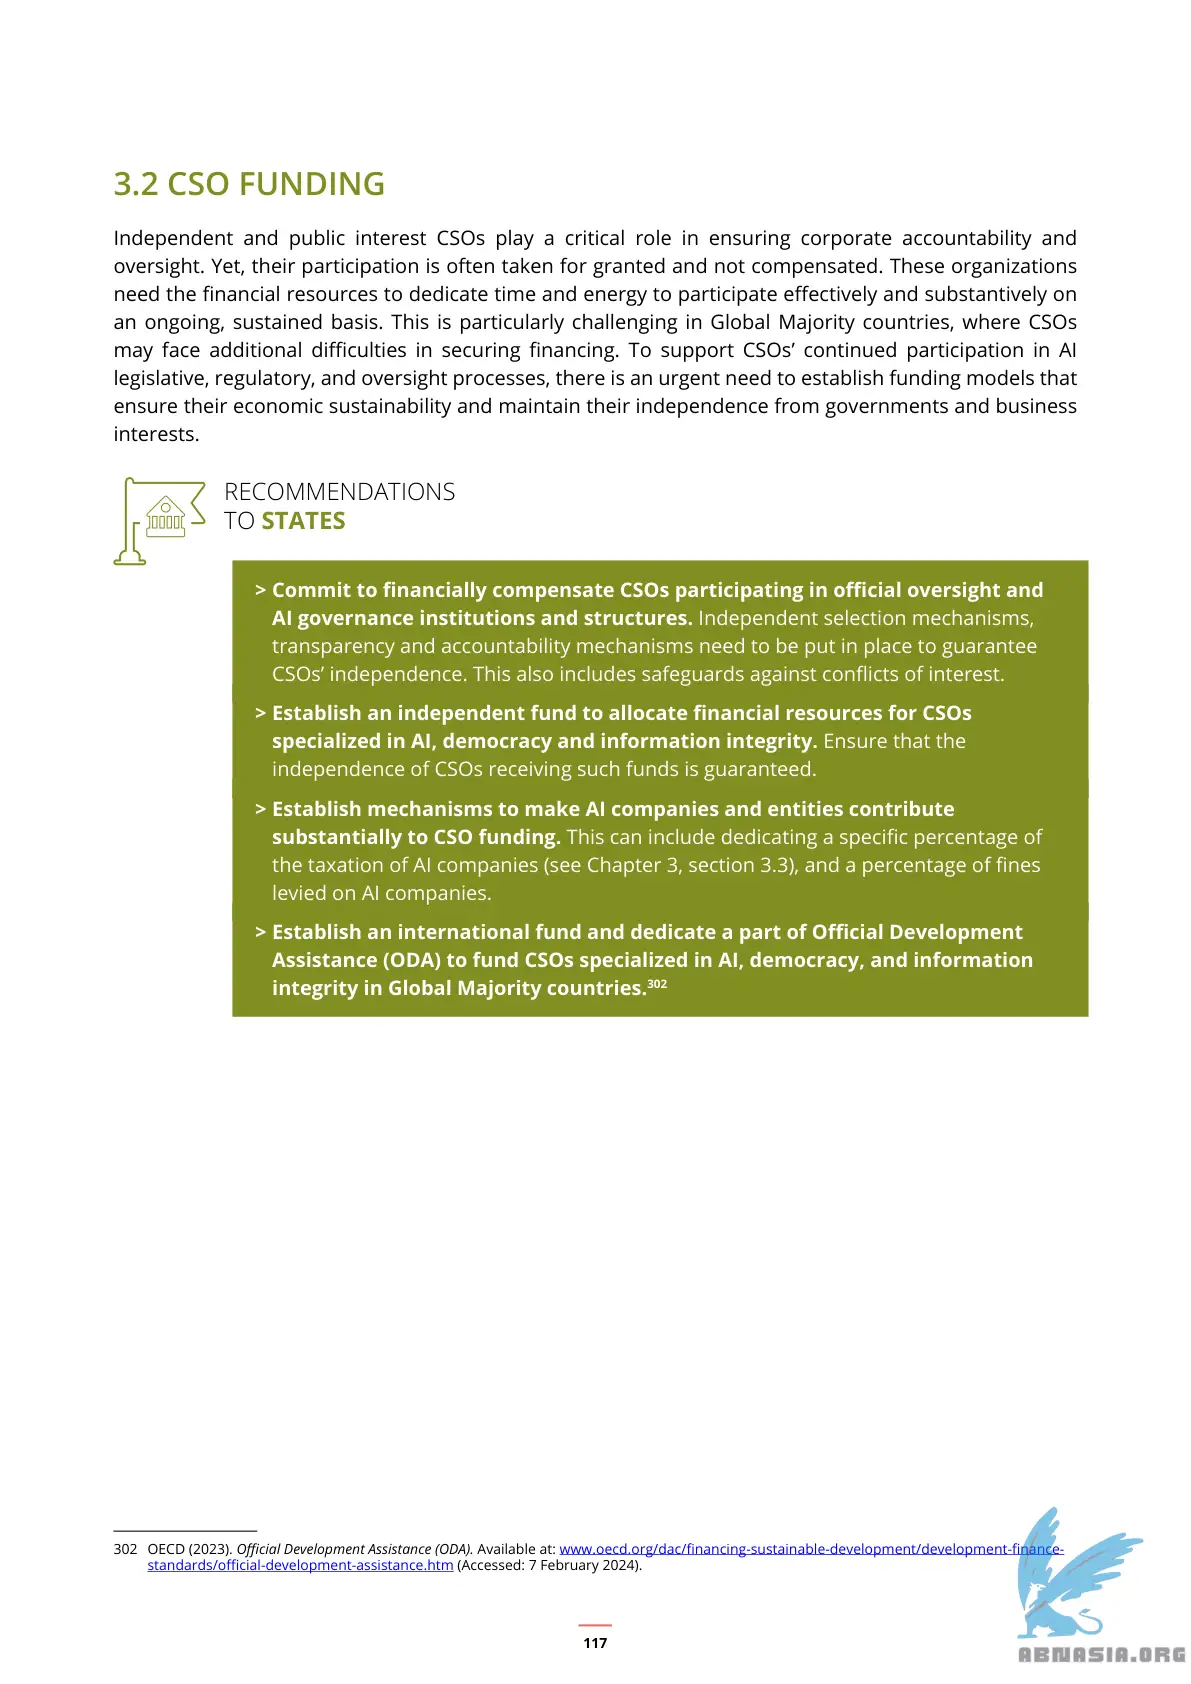 3.2 CSO FUNDING
Independent and public interest CSOs play a critical role in ensuring corporate accountability and
oversight. Yet, their participation is often taken for granted and not compensated. These organizations
need the financial resources to dedicate time and energy to participate effectively and substantively on
an ongoing, sustained basis. This is particularly challenging in Global Majority countries, where CSOs
may face additional difficulties in securing financing. To support CSOs’ continued participation in AI
legislative, regulatory, and oversight processes, there is an urgent need to establish funding models that
ensure their economic sustainability and maintain their independence from governments and business
interests.
RECOMMENDATIONS
TO STATES
> Commit to financially compensate CSOs participating in official oversight and
AI governance institutions and structures. Independent selection mechanisms,
transparency and accountability mechanisms need to be put in place to guarantee
CSOs’ independence. This also includes safeguards against conflicts of interest.
> Establish an independent fund to allocate financial resources for CSOs
specialized in AI, democracy and information integrity. Ensure that the
independence of CSOs receiving such funds is guaranteed.
> Establish mechanisms to make AI companies and entities contribute
substantially to CSO funding. This can include dedicating a specific percentage of
the taxation of AI companies (see Chapter 3, section 3.3), and a percentage of fines
levied on AI companies.
> Establish an international fund and dedicate a part of Official Development
Assistance (ODA) to fund CSOs specialized in AI, democracy, and information
integrity in Global Majority countries.302
302 OECD (2023). Official Development Assistance (ODA). Available at: www.oecd.org/dac/financing-sustainable-development/development-finance-
standards/official-development-assistance.htm (Accessed: 7 February 2024).
117
ABNASIA.ORG